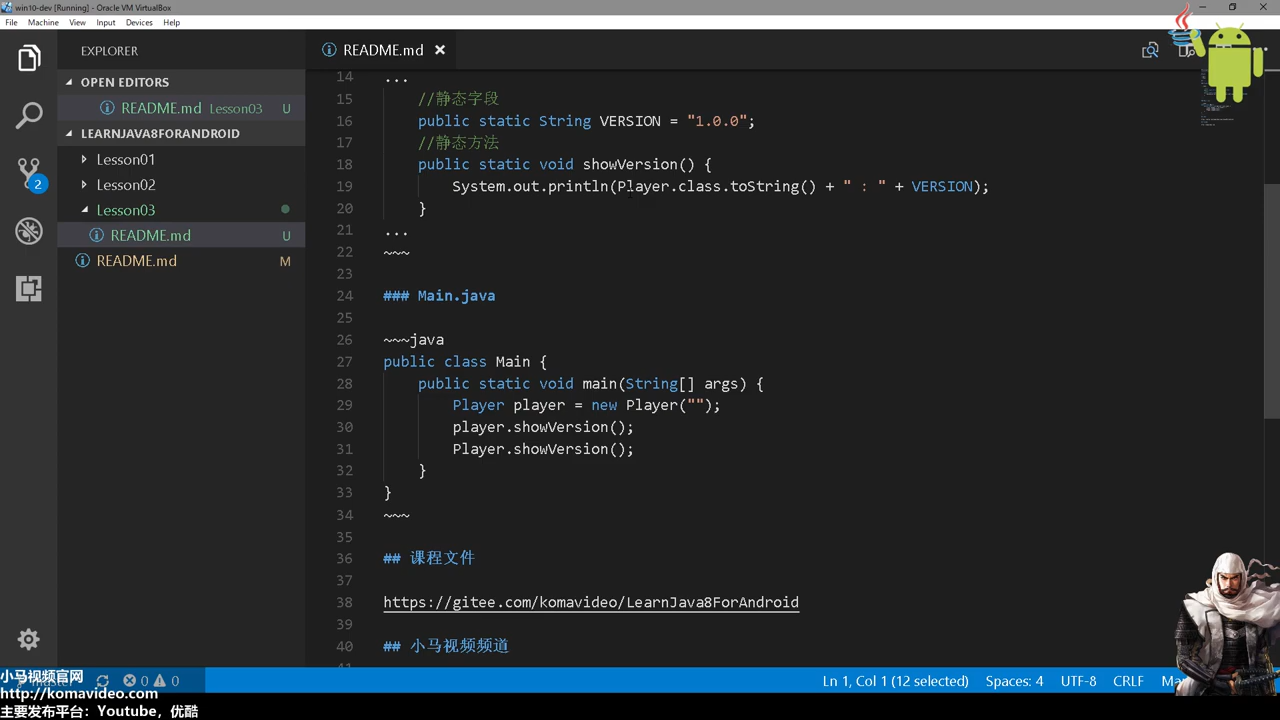 win10-dev [Running] - Oracle VM VirtualBox
File Machine View Input Devices Help
EXPLORER
README.md
OPEN EDITORS
README.md Lesson03 U
LEARNJAVA8FORANDROID
Lesson01
Lesson02
2
Lesson03
README.md U
README.md M
14 ...
15 //静态字段
16 public static String VERSION = "1.0.0";
17 //静态方法
18 public static void showVersion() {
19 System.out.println(Player.class.toString() + " : " + VERSION);
20 }
21 ...
22 ~~~
23
24 ### Main.java
25
26 ~~~java
27 public class Main {
28 public static void main(String[] args) {
29 Player player = new Player("");
30 player.showVersion();
31 Player.showVersion();
32 }
33 }
34 ~~~
35
36 ## 课程文件
37
38 https://gitee.com/komavideo/LearnJava8ForAndroid
39
40 ## 小马视频频道
小马视频官网
0 0
Ln 1, Col 1 (12 selected) Spaces: 4 UTF-8 CRLF
http://komavideo.com
主要发布平台：Youtube，优酷